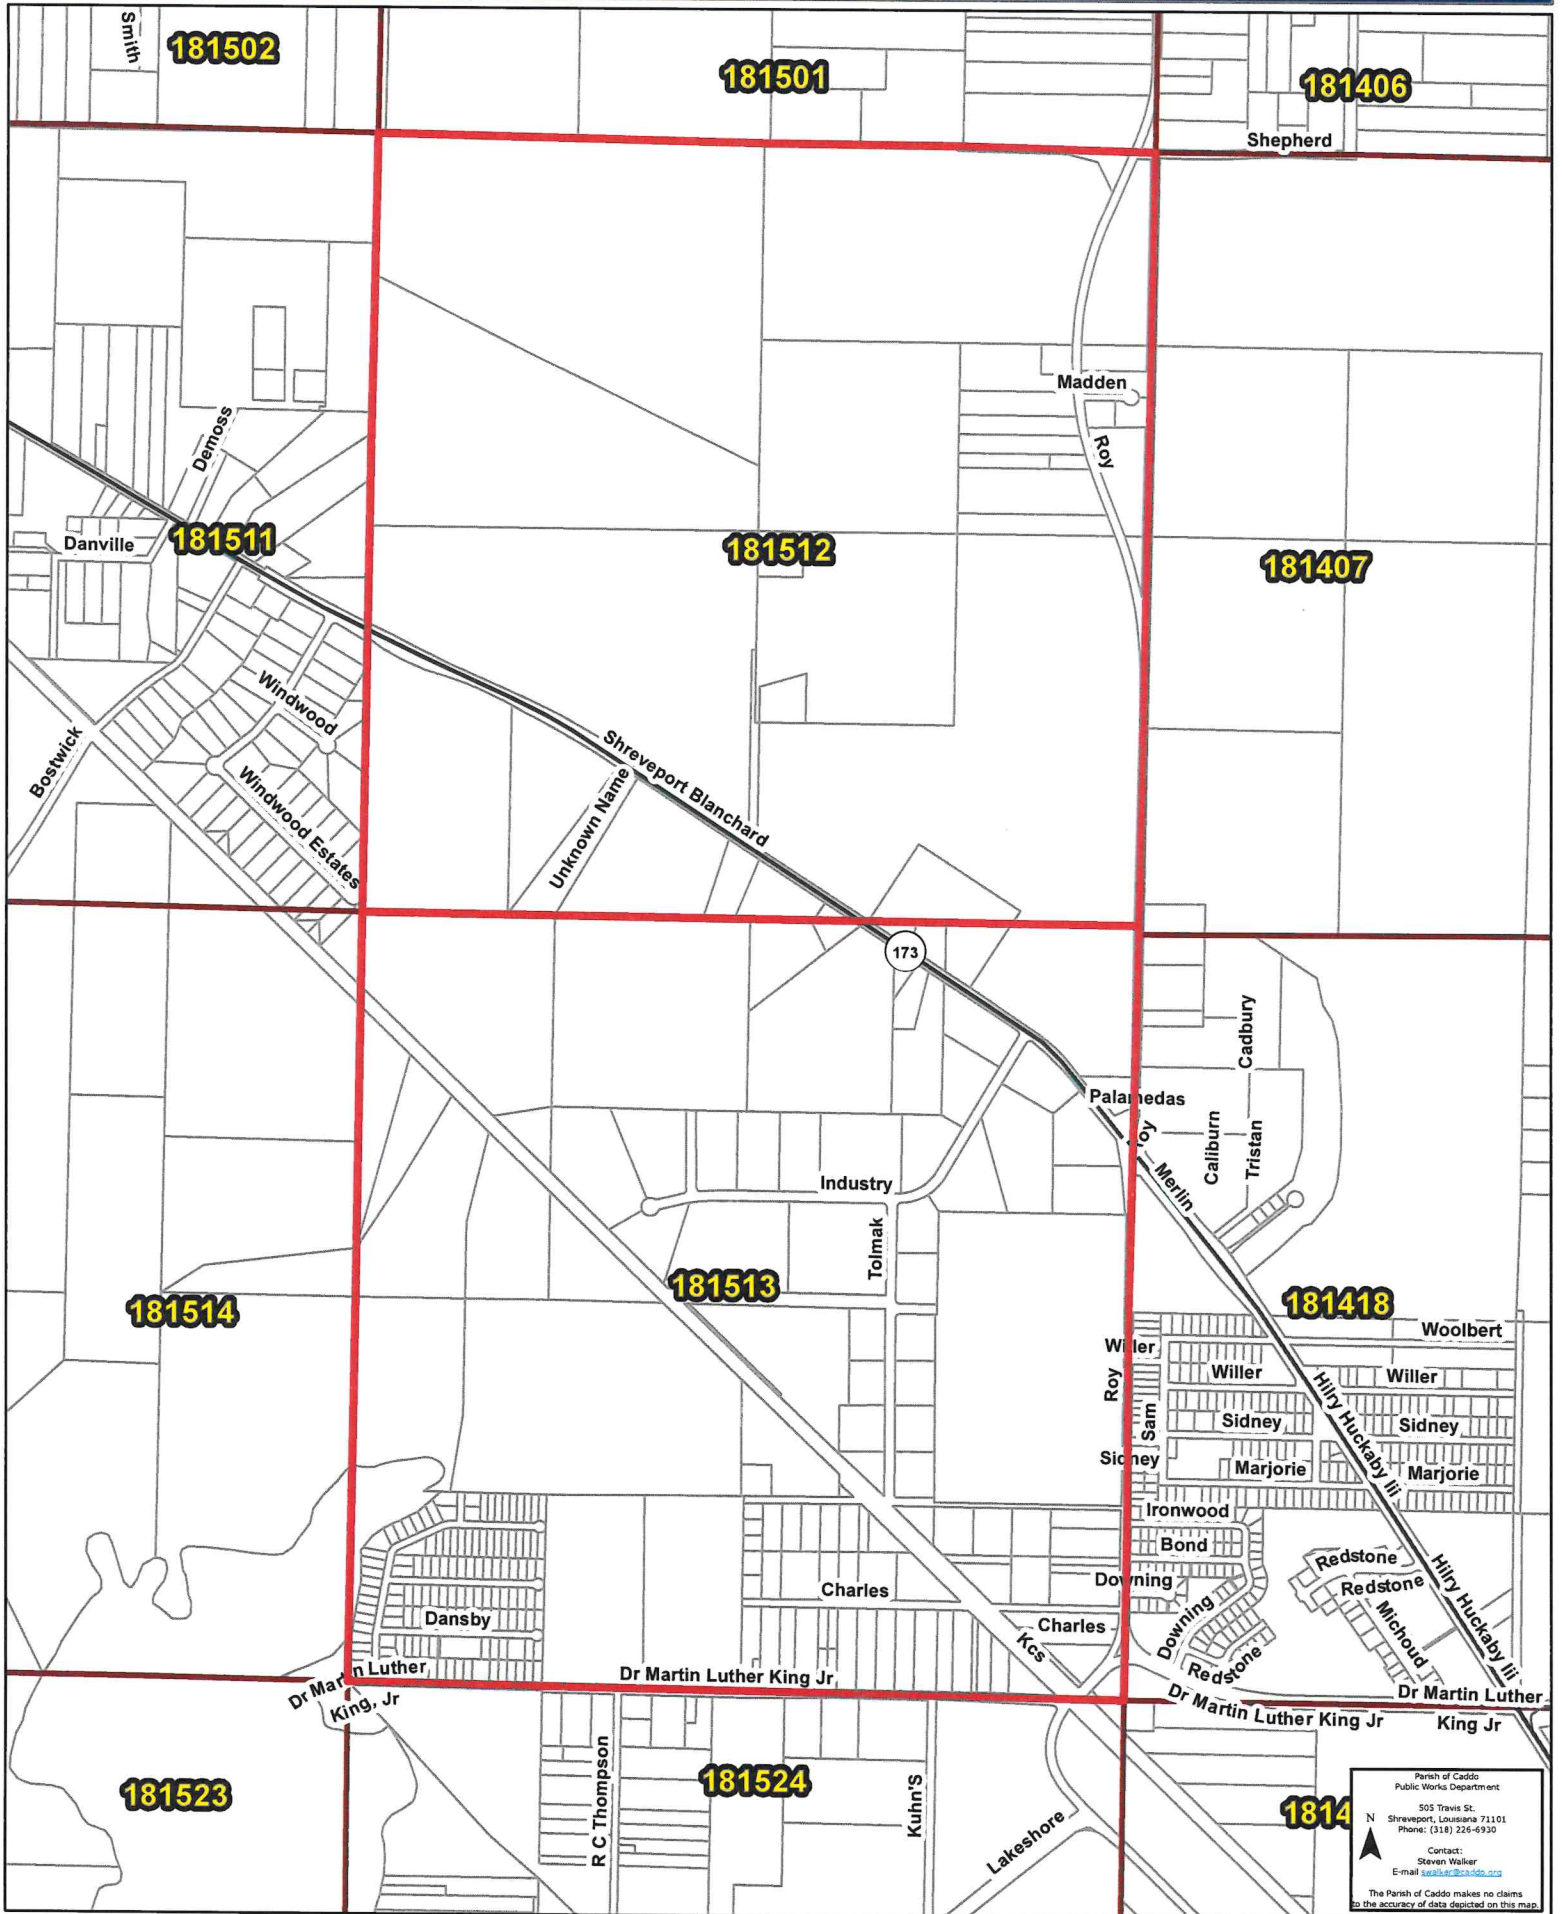 Smith
181502
181501
181406
Shepherd
Madden
Roy
Demoss
Danville
181511
181512
181407
Windwood
Bostwick
Windwood Estates
Shreveport Blanchard
Unknown Name
173
Cadbury
Palamedas
Caliburn
Tristan
Merlin
Industry
Tolmak
181514
181513
181418
Woolbert
Willer
Willer
Willer
Roy
Sam
Sidney
Sidney
Sidney
Hilry Huckaby Iii
Marjorie
Marjorie
Ironwood
Bond
Redstone
Redstone
Downing
Downing
Michoud
Hilry Huckaby Iii
Charles
Charles
Dansby
Kcs
Redstone
Dr Martin Luther
King, Jr
Dr Martin Luther King Jr
Dr Martin Luther King Jr
Dr Martin Luther
King Jr
181523
R C Thompson
181524
Kuhn'S
Lakeshore
1814
Parish of Caddo
Public Works Department
505 Travis St.
Shreveport, Louisiana 71101
Phone: (318) 226-6930
N
Contact:
Steven Walker
E-mail swalker@caddo.org
The Parish of Caddo makes no claims
to the accuracy of data depicted on this map.